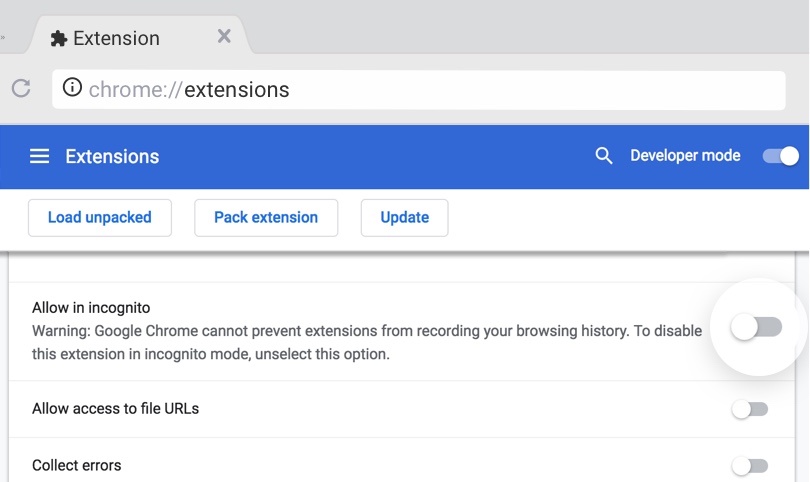 Extension
chrome://extensions
Extensions
Developer mode
Load unpacked
Pack extension
Update
Allow in incognito
Warning: Google Chrome cannot prevent extensions from recording your browsing history. To disable
this extension in incognito mode, unselect this option.
Allow access to file URLs
Collect errors